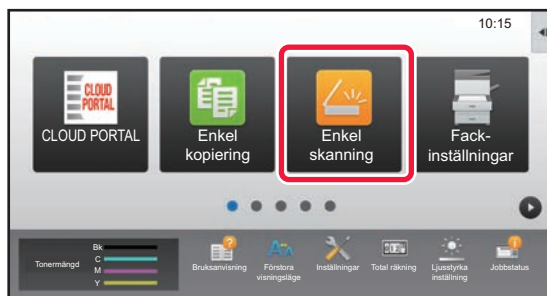 10:15
CLOUD
PORTAL
CLOUD PORTAL
Enkel
kopiering
Enkel
skanning
Fack-
inställningar
Tonermängd
Bk
C
M
Y
Bruksanvisning
Förstora
visningsläge
Inställningar
Total räkning
Ljusstyrka
inställning
Jobbstatus